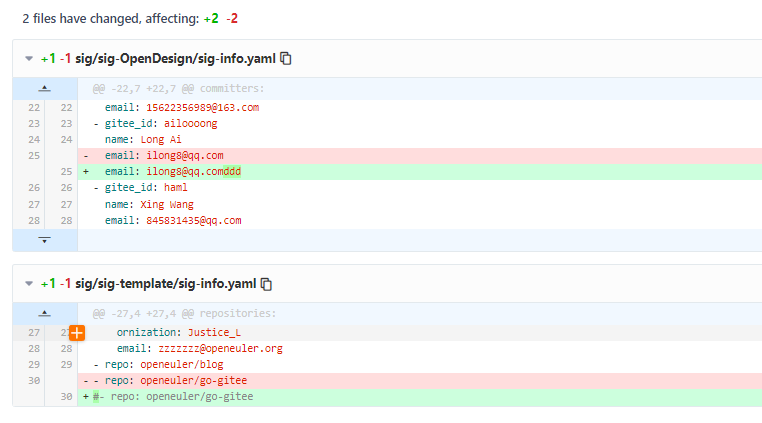 2 files have changed, affecting: +2 -2
+1 -1 sig/sig-OpenDesign/sig-info.yaml
@@ -22,7 +22,7 @@ committers:
22 22 email: 15622356989@163.com
23 23 - gitee_id: ailoooong
24 24 name: Long Ai
25 - email: ilong8@qq.com
25 + email: ilong8@qq.comddd
26 26 - gitee_id: haml
27 27 name: Xing Wang
28 28 email: 845831435@qq.com
+1 -1 sig/sig-template/sig-info.yaml
@@ -27,4 +27,4 @@ repositories:
27 27 ornization: Justice_L
28 28 email: zzzzzzz@openeuler.org
29 29 - repo: openeuler/blog
30 - - repo: openeuler/go-gitee
30 + #- repo: openeuler/go-gitee